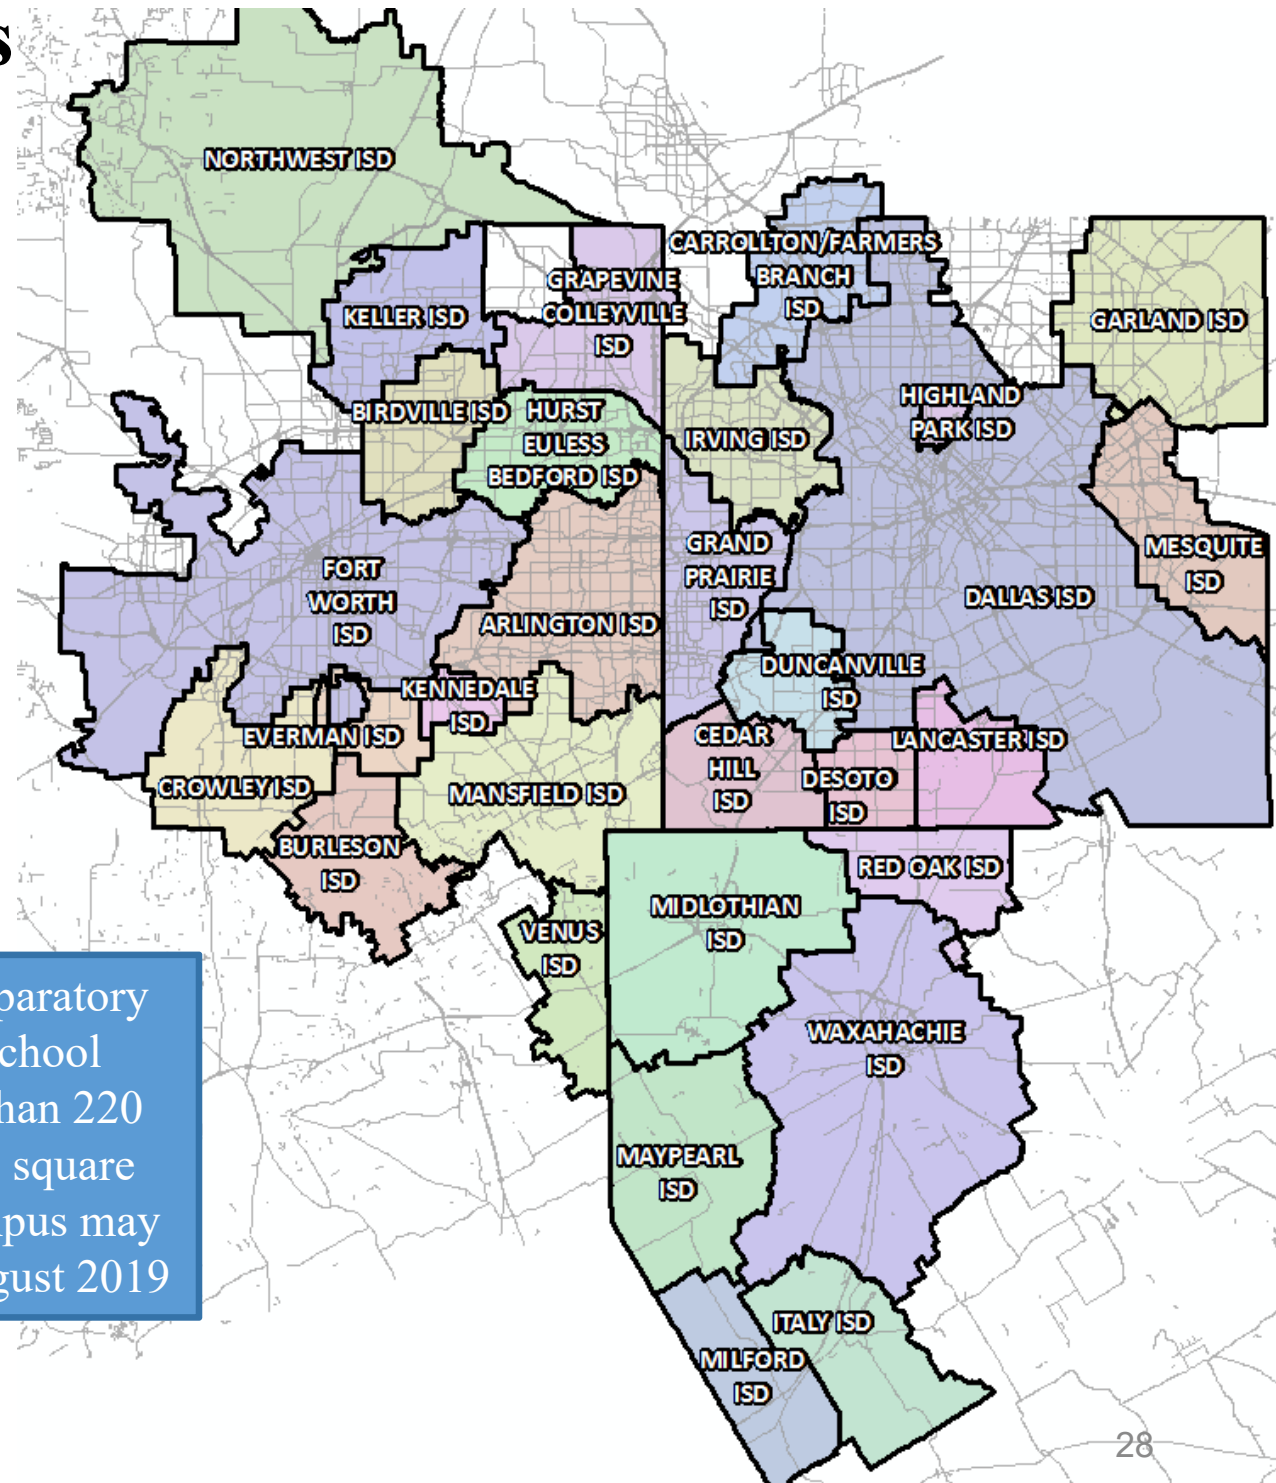 s
NORTHWEST ISD
CARROLLTON/FARMERS
BRANCH
ISD
GRAPEVINE
COLLEYVILLE
ISD
KELLER ISD
GARLAND ISD
BIRDVILLE ISD
HURST
EULESS
BEDFORD ISD
IRVING ISD
HIGHLAND
PARK ISD
MESQUITE
ISD
GRAND
PRAIRIE
ISD
FORT
WORTH
ISD
ARLINGTON ISD
DALLAS ISD
DUNCANVILLE
ISD
KENNEDALE
ISD
EVERMAN ISD
CEDAR
HILL
ISD
LANCASTER ISD
DESOTO
ISD
CROWLEY ISD
MANSFIELD ISD
BURLESON
ISD
RED OAK ISD
MIDLOTHIAN
ISD
VENUS
ISD
paratory
chool
han 220
square
pus may
gust 2019
WAXAHACHIE
ISD
MAYPEARL
ISD
ITALY ISD
MILFORD
ISD
28